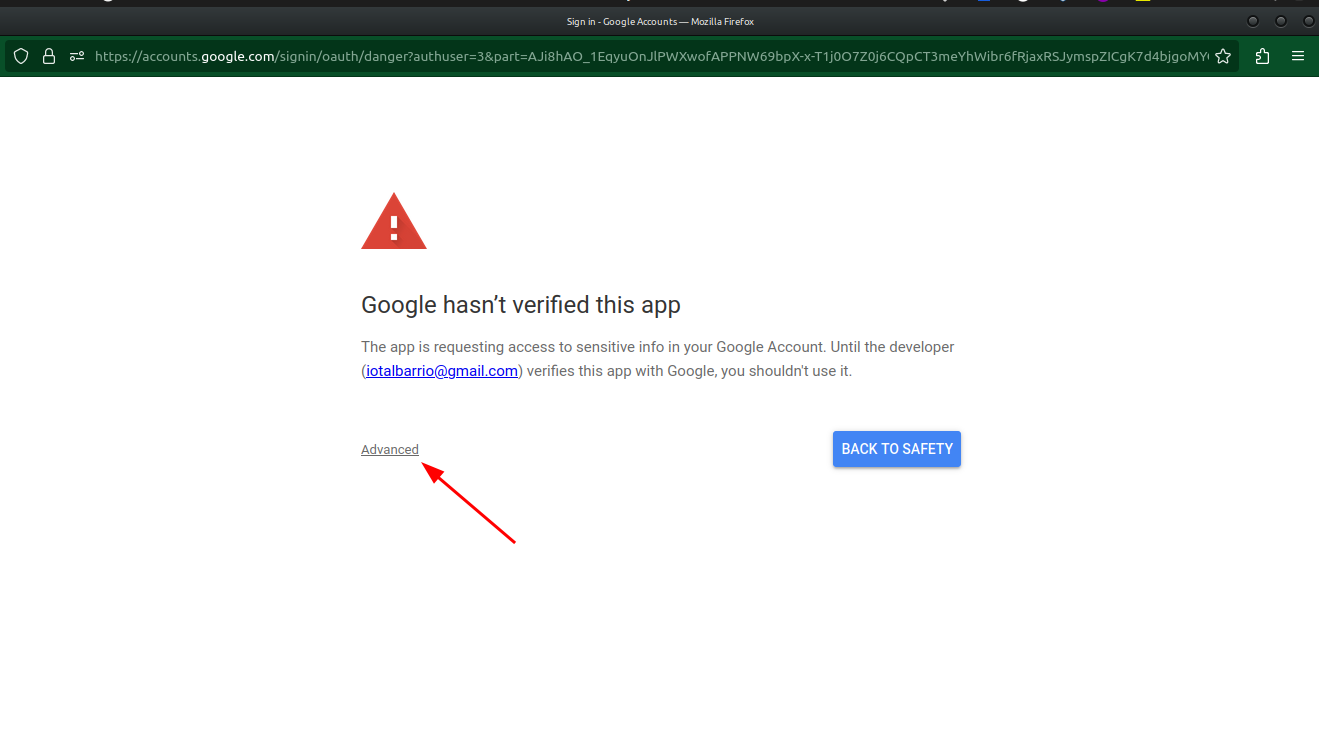 Sign in - Google Accounts — Mozilla Firefox
https://accounts.google.com/signin/oauth/danger?authuser=3&part=AJi8hAO_1EqyuOnJlPWXwofAPPNW69bpX-x-T1j0O7Z0j6CQpCT3meYhWibr6fRjaxRSJymspZICgK7d4bjgoMY
Google hasn’t verified this app
The app is requesting access to sensitive info in your Google Account. Until the developer
(iotalbarrio@gmail.com) verifies this app with Google, you shouldn't use it.
Advanced
BACK TO SAFETY